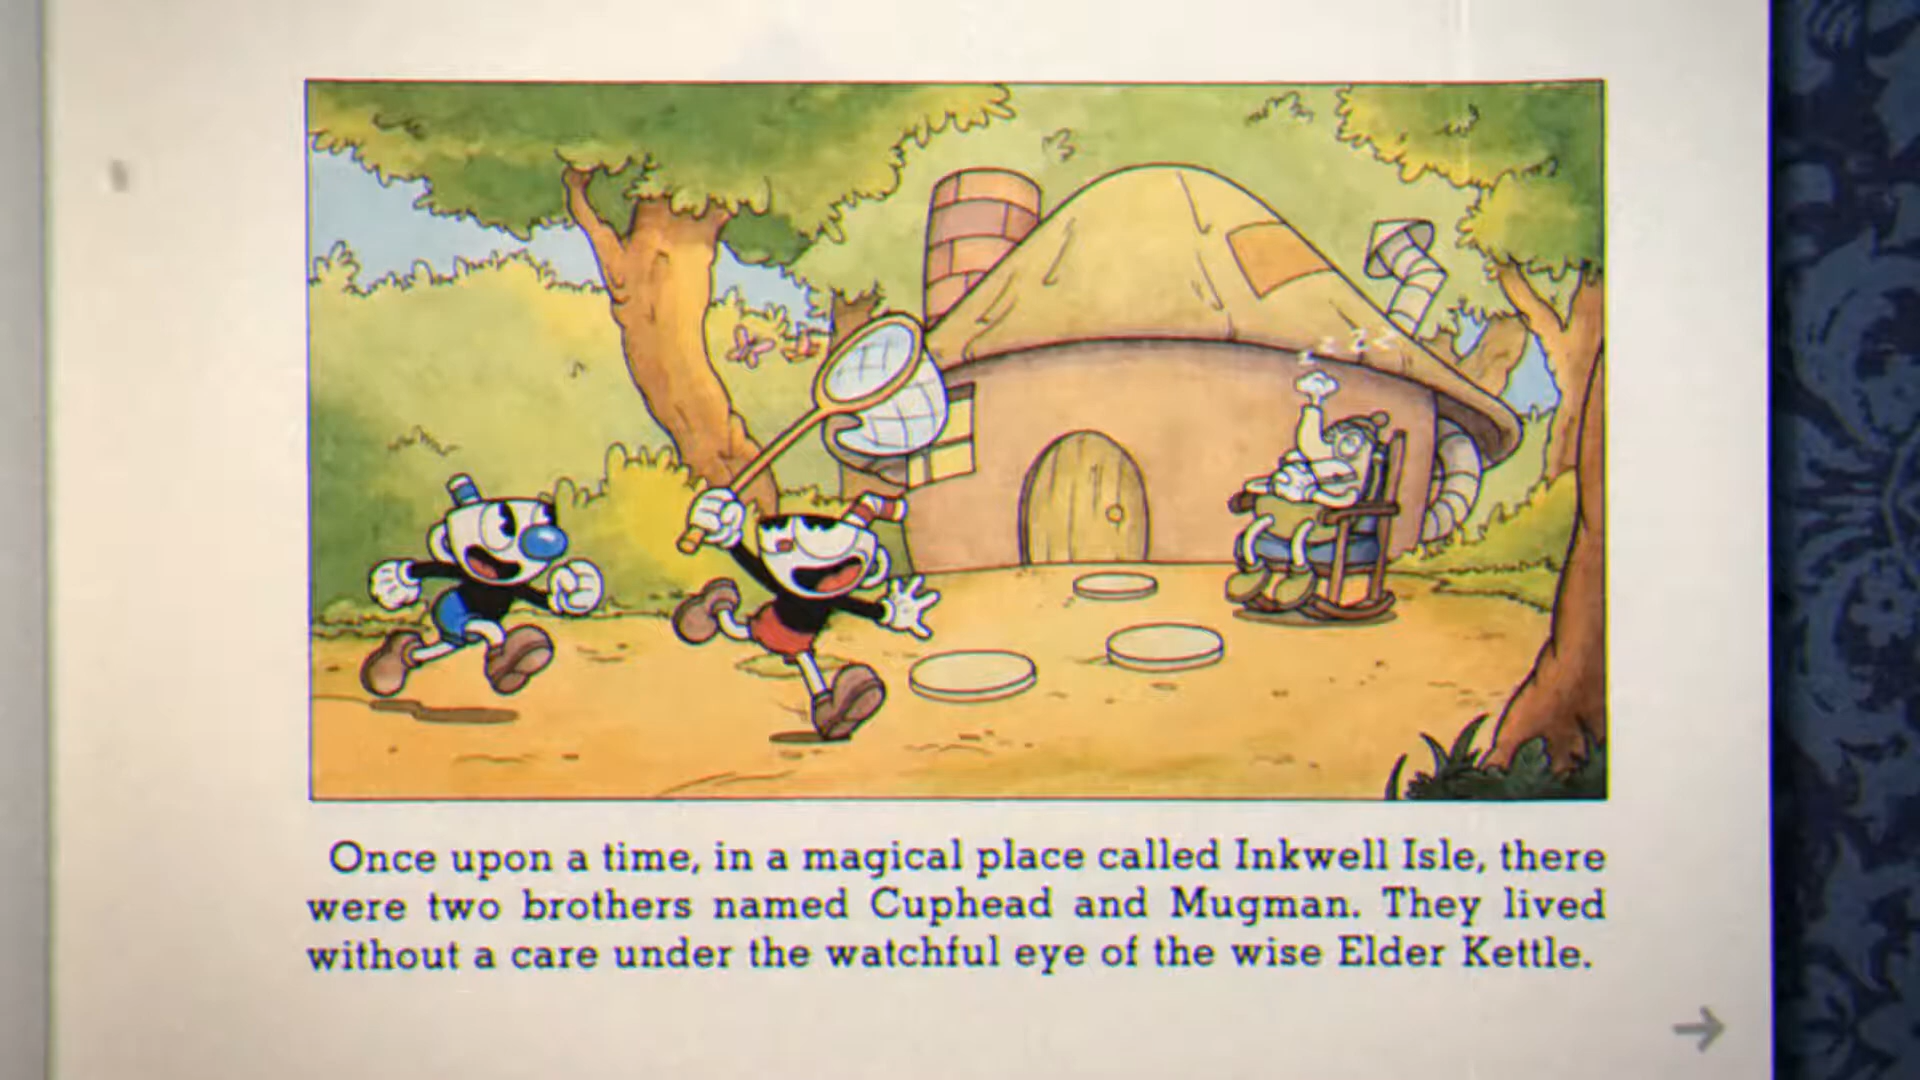 z z z z
Once upon a time, in a magical place called Inkwell Isle, there
were two brothers named Cuphead and Mugman. They lived
without a care under the watchful eye of the wise Elder Kettle.